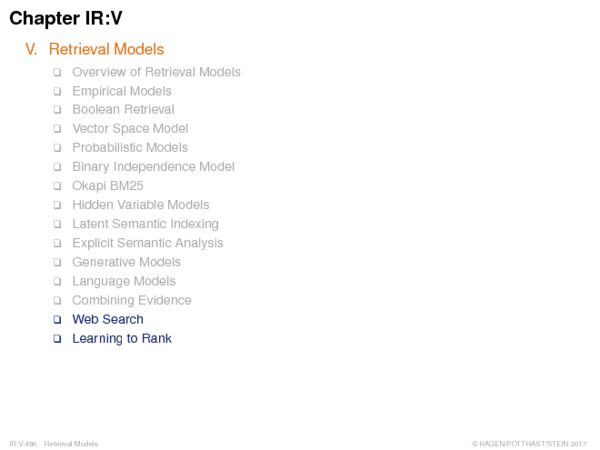 Chapter IR:V
V. Retrieval Models
❑ Overview of Retrieval Models
❑ Empirical Models
❑ Boolean Retrieval
❑ Vector Space Model
❑ Probabilistic Models
❑ Binary Independence Model
❑ Okapi BM25
❑ Hidden Variable Models
❑ Latent Semantic Indexing
❑ Explicit Semantic Analysis
❑ Generative Models
❑ Language Models
❑ Combining Evidence
❑ Web Search
❑ Learning to Rank
IR:V-496 Retrieval Models © HAGEN/POTTHAST/STEIN 2017